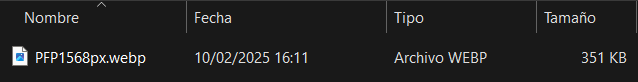 Nombre Fecha Tipo Tamaño
PFP1568px.webp 10/02/2025 16:11 Archivo WEBP 351 KB